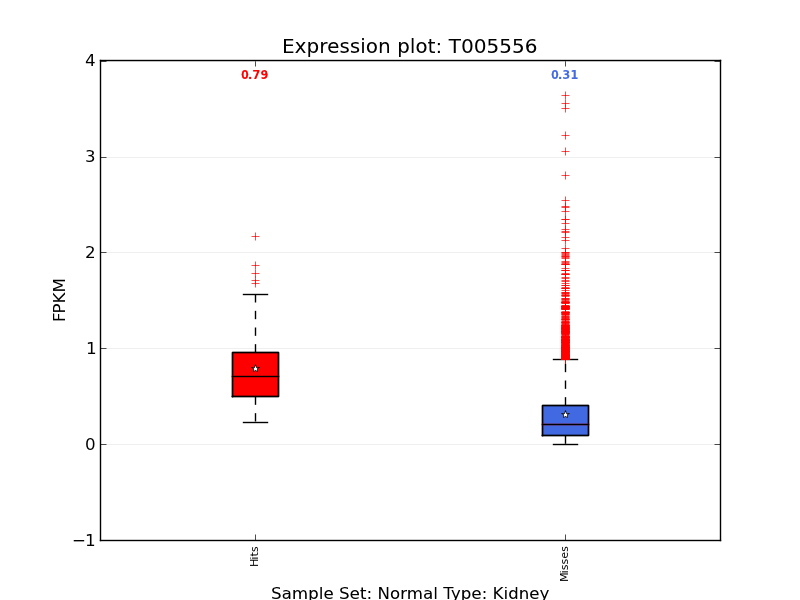 Expression plot: T005556
0.79 0.31
4
3
2
1
0
−1
FPKM
Hits Misses
Sample Set: Normal Type: Kidney